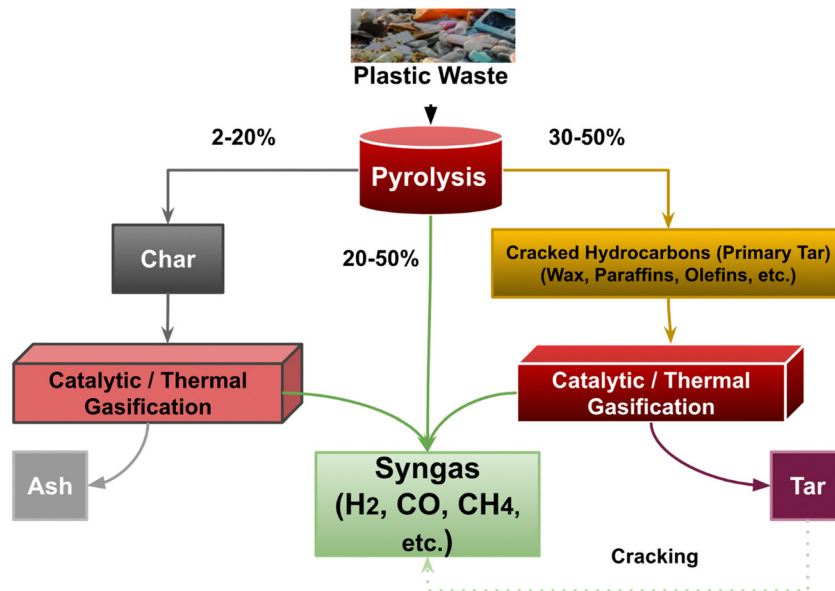 Plastic Waste
2-20%
30-50%
Pyrolysis
Char
20-50%
Cracked Hydrocarbons (Primary Tar)
(Wax, Paraffins, Olefins, etc.)
Catalytic / Thermal
Gasification
Catalytic / Thermal
Gasification
Ash
Syngas
(H2, CO, CH4,
etc.)
Tar
Cracking